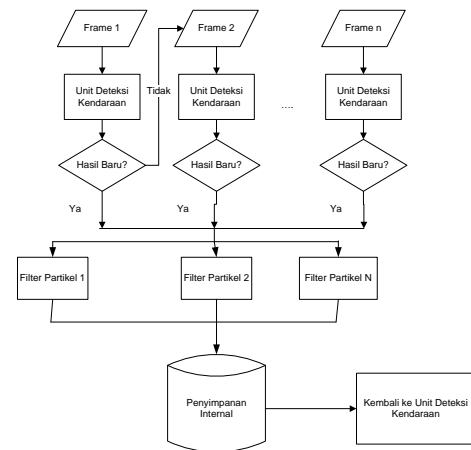 Frame 1
Frame 2
Frame n
Unit Deteksi
Kendaraan
Tidak
Unit Deteksi
Kendaraan
....
Unit Deteksi
Kendaraan
Hasil Baru?
Hasil Baru?
Hasil Baru?
Ya
Ya
Ya
Filter Partikel 1
Filter Partikel 2
Filter Partikel N
Penyimpanan
Internal
Kembali ke Unit Deteksi
Kendaraan